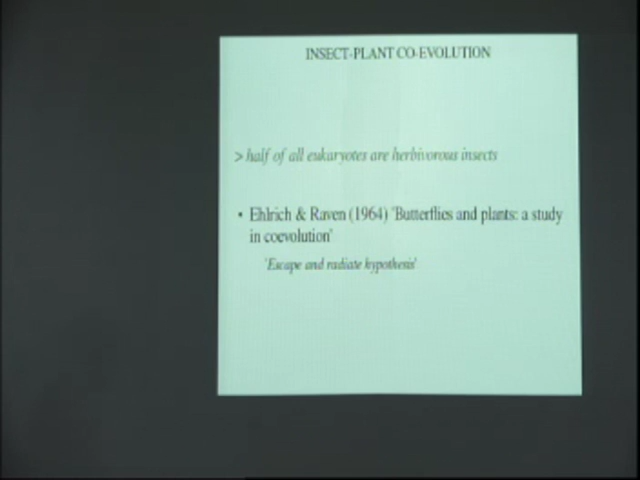 INSECT-PLANT CO-EVOLUTION
> half of all eukaryotes are herbivorous insects
• Ehlrich & Raven (1964) 'Butterflies and plants: a study
in coevolution'
'Escape and radiate hypothesis'